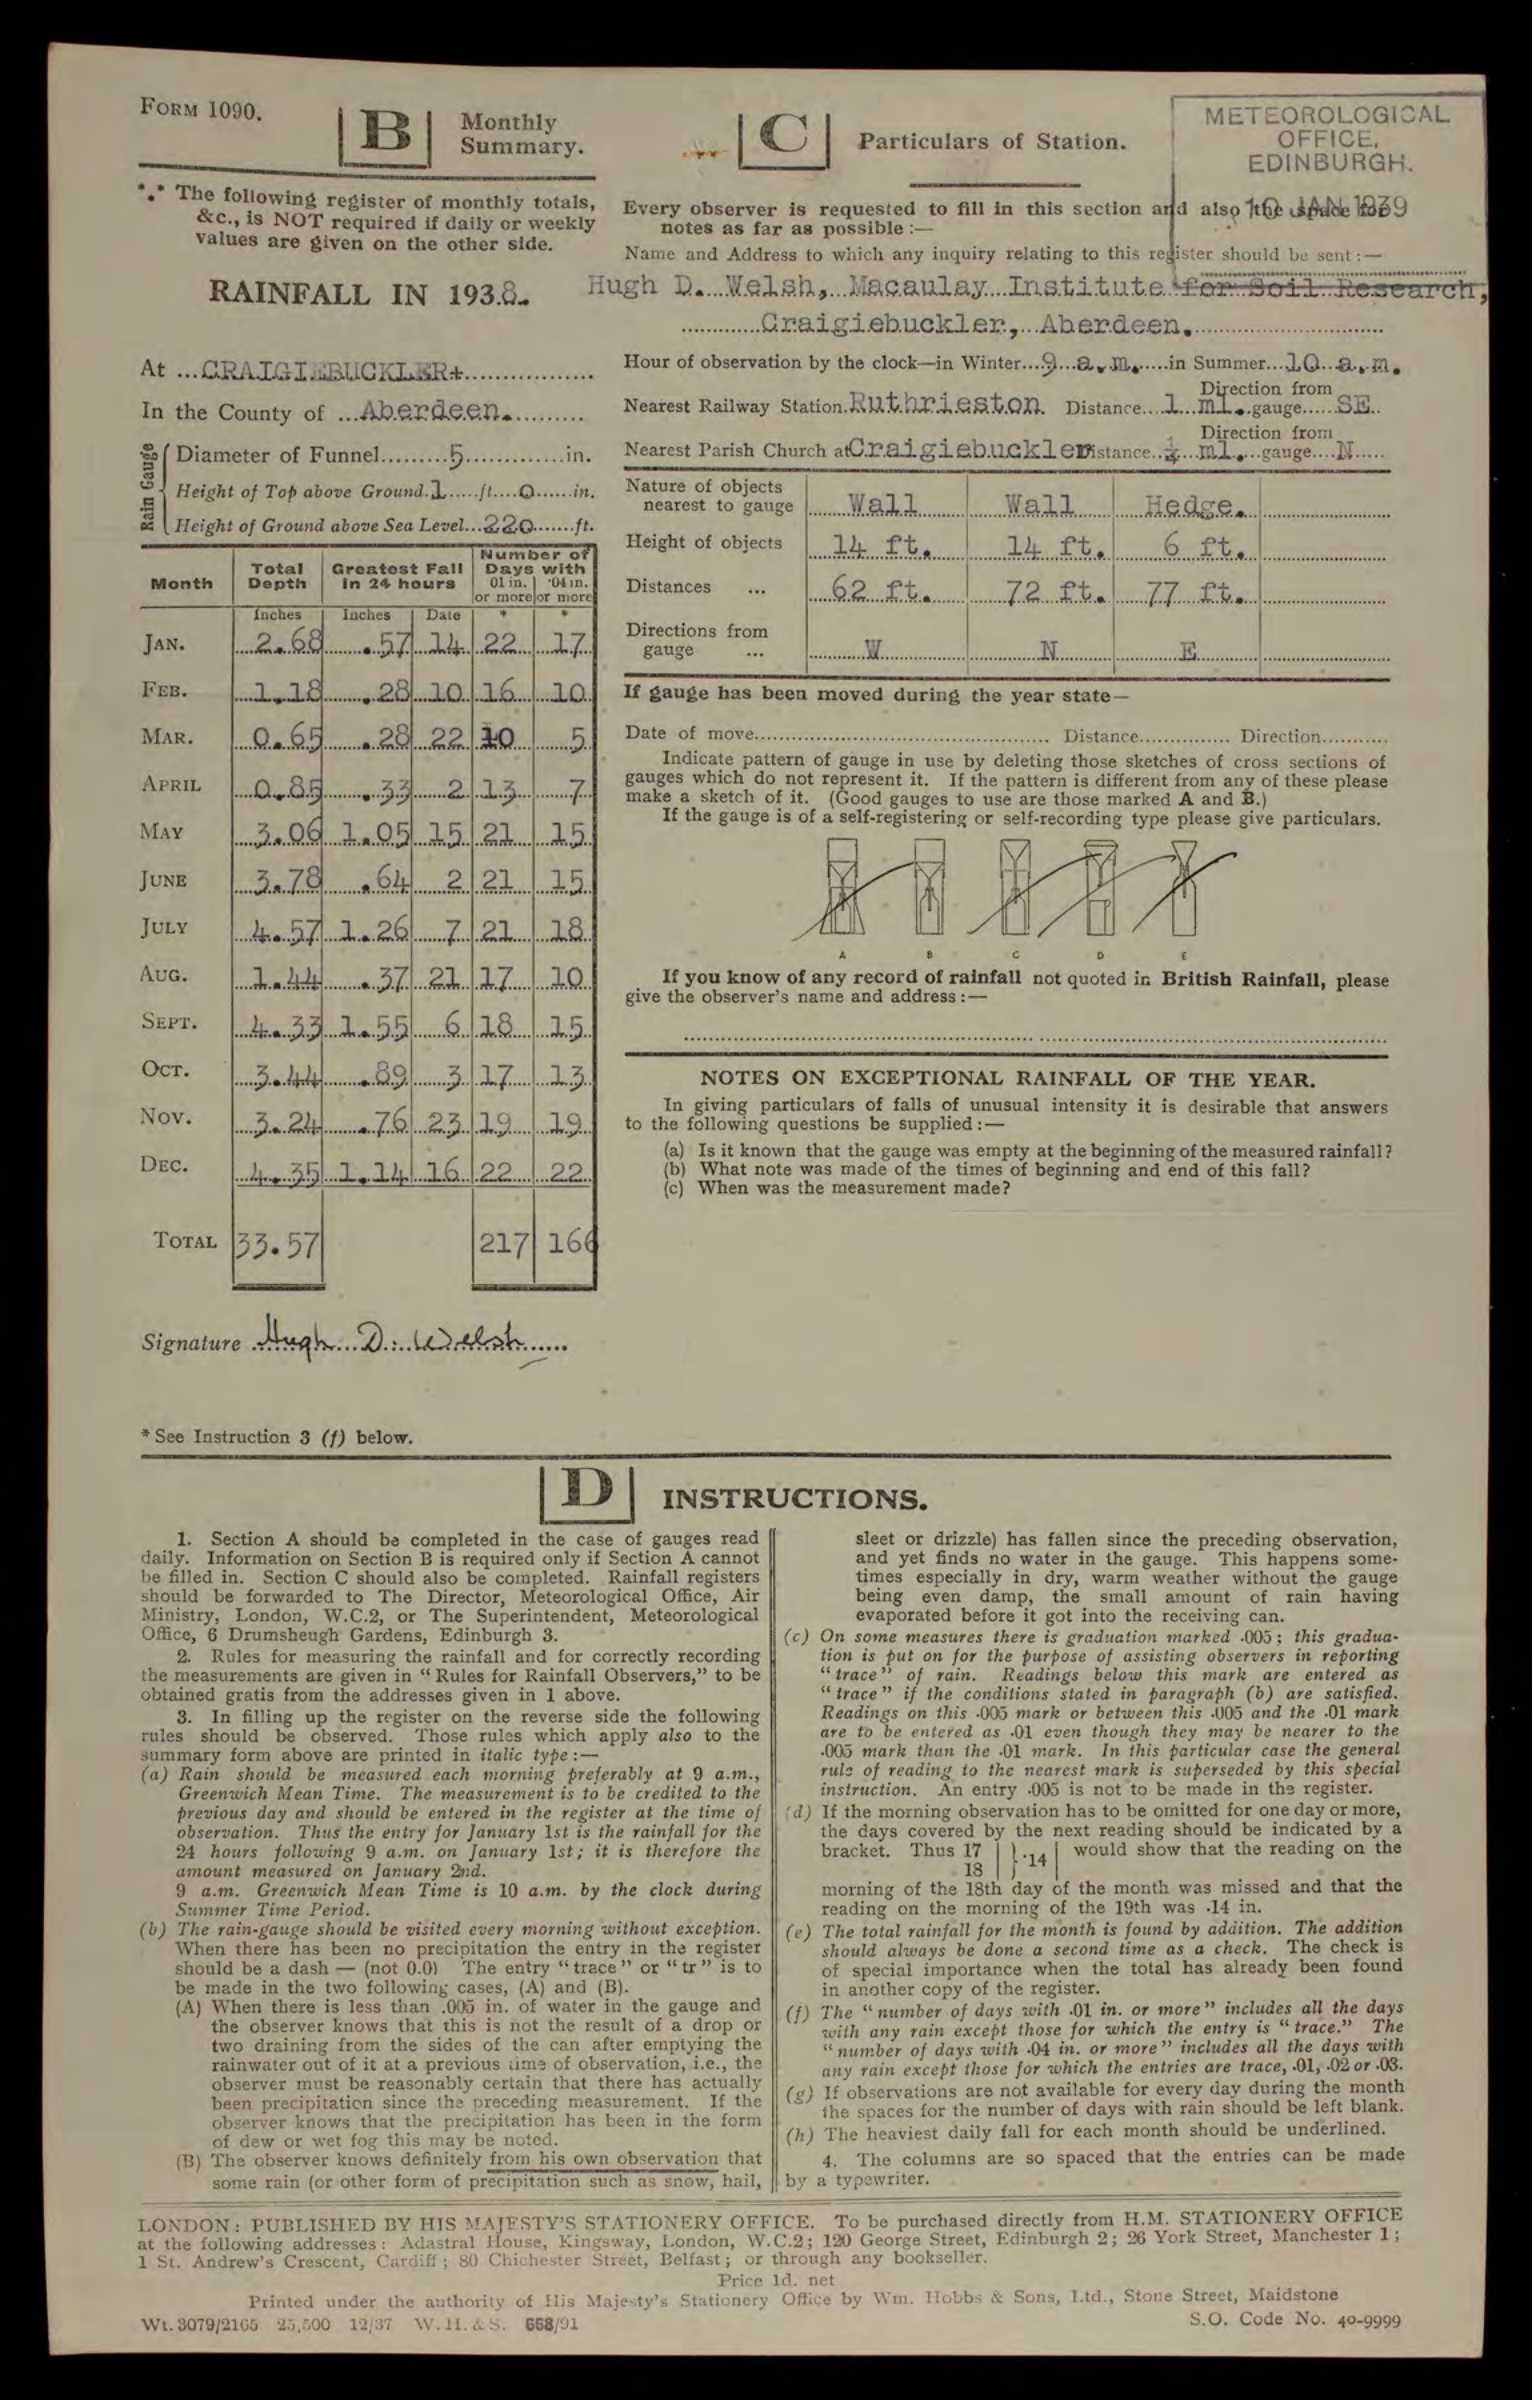 FORM 1090.
B
Monthly
Summary.
*.* The following register of monthly totals,
&c., is NOT required if daily or weekly
values are given on the other side.
RAINFALL IN 1938.
At ...CRAIGIEBUCKLER+
In the County of ...Aberdeen.
Rain Gauge
Diameter of Funnel.........5.............in.
Height of Top above Ground.1.....ft....0......in.
Height of Ground above Sea Level...220.......ft.
Month Total Depth Greatest Fall in 24 hours Number of Days with
01 in. or more ·04 in. or more
Inches Inches Date * *
JAN. 2.68 .57 14 22 17
FEB. 1.18 .28 10 16 10
MAR. 0.65 .28 22 10 5
APRIL 0.85 .33 2 13 7
MAY 3.06 1.05 15 21 15
JUNE 3.78 .64 2 21 15
JULY 4.57 1.26 7 21 18
AUG. 1.44 .37 21 17 10
SEPT. 4.33 1.55 6 18 15
OCT. 3.44 .89 3 17 13
NOV. 3.24 .76 23 19 19
DEC. 4.35 1.14 16 22 22
TOTAL 33.57 217 166
Signature Hugh D. Welsh
* See Instruction 3 (f) below.
C
Particulars of Station.
METEOROLOGICAL
OFFICE,
EDINBURGH.
10 JAN 1939
Every observer is requested to fill in this section and also the space for
notes as far as possible :—
Name and Address to which any inquiry relating to this register should be sent :—
Hugh D. Welsh, Macaulay Institute for Soil Research,
Craigiebuckler, Aberdeen.
Hour of observation by the clock—in Winter....9...a.m.....in Summer...10...a.m.
Nearest Railway Station.Ruthrieston. Distance...1...ml..Direction from gauge.....SE..
Nearest Parish Church at Craigiebuckler Distance..¼...ml....Direction from gauge....N.....
Nature of objects
nearest to gauge Wall Wall Hedge.
Height of objects 14 ft. 14 ft. 6 ft.
Distances ... 62 ft. 72 ft. 77 ft.
Directions from
gauge ... W N E
If gauge has been moved during the year state—
Date of move.......... Distance.......... Direction..........
Indicate pattern of gauge in use by deleting those sketches of cross sections of
gauges which do not represent it. If the pattern is different from any of these please
make a sketch of it. (Good gauges to use are those marked A and B.)
If the gauge is of a self-registering or self-recording type please give particulars.
A B C D E
If you know of any record of rainfall not quoted in British Rainfall, please
give the observer's name and address :—
NOTES ON EXCEPTIONAL RAINFALL OF THE YEAR.
In giving particulars of falls of unusual intensity it is desirable that answers
to the following questions be supplied :—
(a) Is it known that the gauge was empty at the beginning of the measured rainfall?
(b) What note was made of the times of beginning and end of this fall?
(c) When was the measurement made?
D
INSTRUCTIONS.
1. Section A should be completed in the case of gauges read
daily. Information on Section B is required only if Section A cannot
be filled in. Section C should also be completed. Rainfall registers
should be forwarded to The Director, Meteorological Office, Air
Ministry, London, W.C.2, or The Superintendent, Meteorological
Office, 6 Drumsheugh Gardens, Edinburgh 3.
2. Rules for measuring the rainfall and for correctly recording
the measurements are given in “ Rules for Rainfall Observers,” to be
obtained gratis from the addresses given in 1 above.
3. In filling up the register on the reverse side the following
rules should be observed. Those rules which apply also to the
summary form above are printed in italic type :—
(a) Rain should be measured each morning preferably at 9 a.m.,
Greenwich Mean Time. The measurement is to be credited to the
previous day and should be entered in the register at the time of
observation. Thus the entry for January 1st is the rainfall for the
24 hours following 9 a.m. on January 1st; it is therefore the
amount measured on January 2nd.
9 a.m. Greenwich Mean Time is 10 a.m. by the clock during
Summer Time Period.
(b) The rain-gauge should be visited every morning without exception.
When there has been no precipitation the entry in the register
should be a dash — (not 0.0) The entry “ trace ” or “ tr ” is to
be made in the two following cases, (A) and (B).
(A) When there is less than .005 in. of water in the gauge and
the observer knows that this is not the result of a drop or
two draining from the sides of the can after emptying the
rainwater out of it at a previous time of observation, i.e., the
observer must be reasonably certain that there has actually
been precipitation since the preceding measurement. If the
observer knows that the precipitation has been in the form
of dew or wet fog this may be noted.
(B) The observer knows definitely from his own observation that
some rain (or other form of precipitation such as snow, hail,
sleet or drizzle) has fallen since the preceding observation,
and yet finds no water in the gauge. This happens some-
times especially in dry, warm weather without the gauge
being even damp, the small amount of rain having
evaporated before it got into the receiving can.
(c) On some measures there is graduation marked .005 ; this gradua-
tion is put on for the purpose of assisting observers in reporting
“ trace ” of rain. Readings below this mark are entered as
“ trace ” if the conditions stated in paragraph (b) are satisfied.
Readings on this .005 mark or between this .005 and the .01 mark
are to be entered as .01 even though they may be nearer to the
.005 mark than the .01 mark. In this particular case the general
rule of reading to the nearest mark is superseded by this special
instruction. An entry .005 is not to be made in the register.
(d) If the morning observation has to be omitted for one day or more,
the days covered by the next reading should be indicated by a
bracket. Thus 17 } ·14 would show that the reading on the
18
morning of the 18th day of the month was missed and that the
reading on the morning of the 19th was .14 in.
(e) The total rainfall for the month is found by addition. The addition
should always be done a second time as a check. The check is
of special importance when the total has already been found
in another copy of the register.
(f) The “ number of days with .01 in. or more ” includes all the days
with any rain except those for which the entry is “ trace.” The
“ number of days with .04 in. or more ” includes all the days with
any rain except those for which the entries are trace, .01, .02 or .03.
(g) If observations are not available for every day during the month
the spaces for the number of days with rain should be left blank.
(h) The heaviest daily fall for each month should be underlined.
4. The columns are so spaced that the entries can be made
by a typewriter.
LONDON : PUBLISHED BY HIS MAJESTY'S STATIONERY OFFICE. To be purchased directly from H.M. STATIONERY OFFICE
at the following addresses : Adastral House, Kingsway, London, W.C.2 ; 120 George Street, Edinburgh 2 ; 26 York Street, Manchester 1 ;
1 St. Andrew's Crescent, Cardiff ; 80 Chichester Street, Belfast ; or through any bookseller.
Price 1d. net
Printed under the authority of His Majesty's Stationery Office by Wm. Hobbs & Sons, Ltd., Stone Street, Maidstone
Wt. 3079/2165 25,500 12/37 W.H.&S. 668/91
S.O. Code No. 40-9999